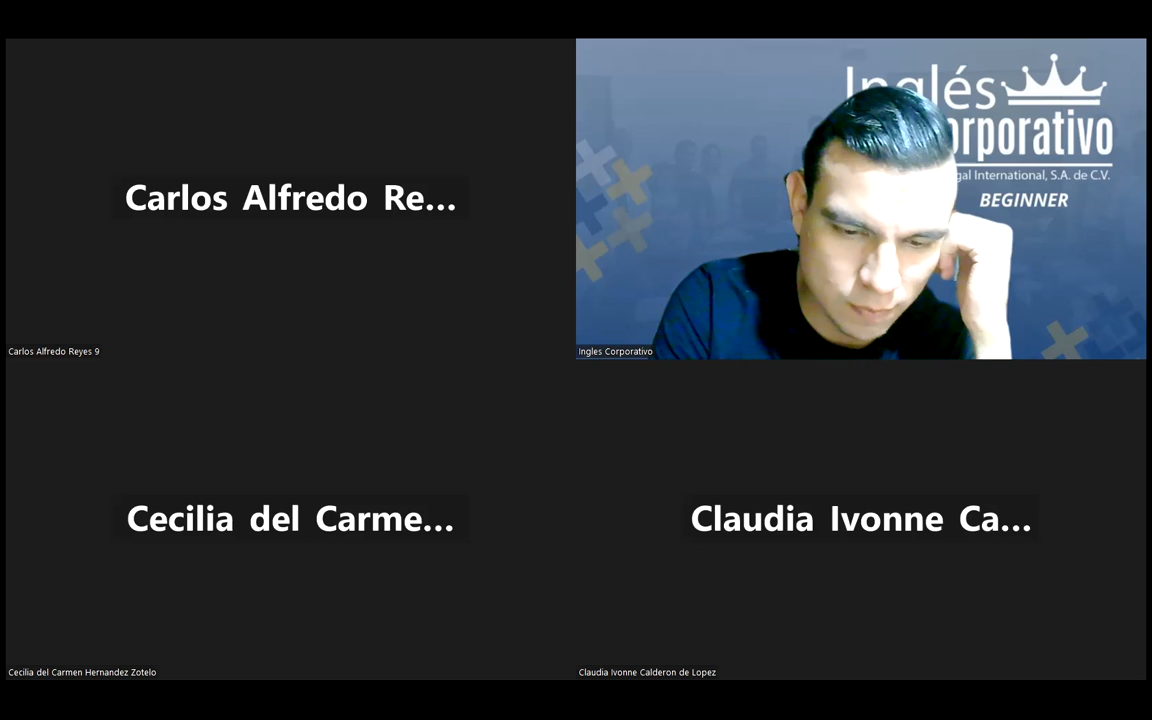 Carlos Alfredo Re...
Carlos Alfredo Reyes 9
Inglés
orporativo
gal International, S.A. de C.V.
BEGINNER
Ingles Corporativo
Cecilia del Carme...
Cecilia del Carmen Hernandez Zotelo
Claudia Ivonne Ca...
Claudia Ivonne Calderon de Lopez